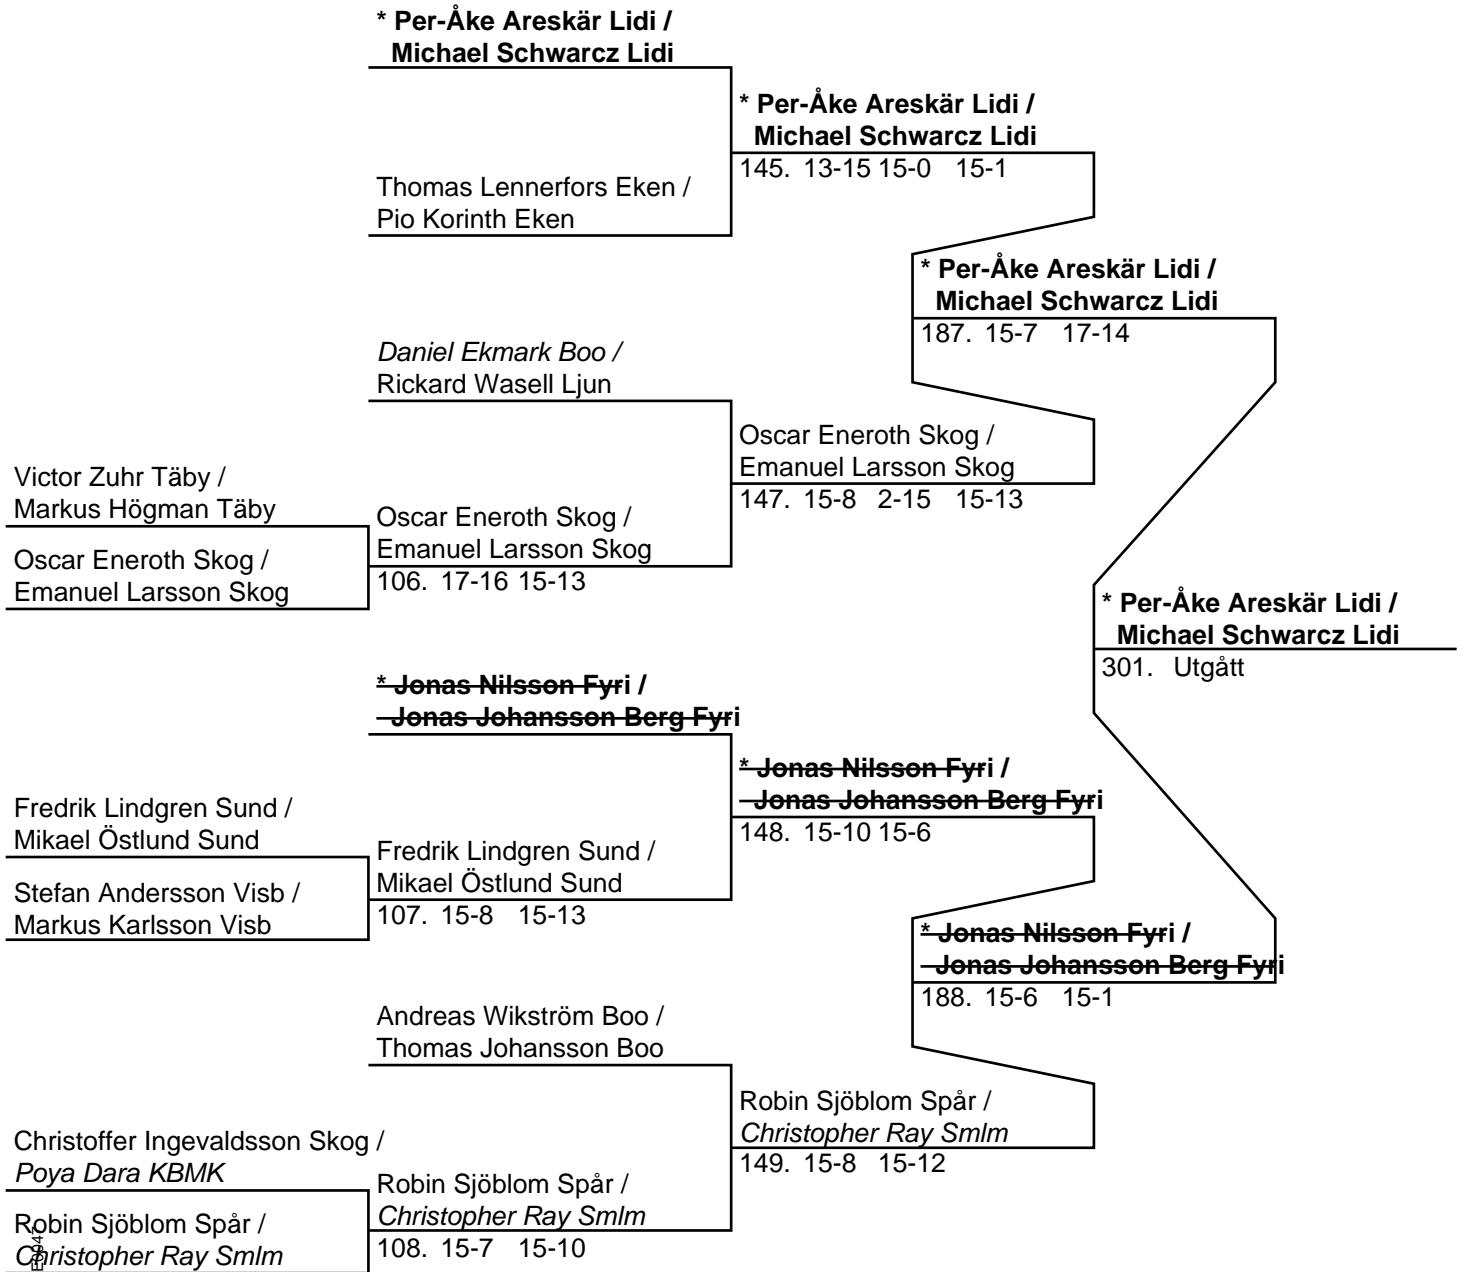 * Per-Åke Areskär Lidi /
Michael Schwarcz Lidi
* Per-Åke Areskär Lidi /
Michael Schwarcz Lidi
145. 13-15 15-0 15-1
Thomas Lennerfors Eken /
Pio Korinth Eken
* Per-Åke Areskär Lidi /
Michael Schwarcz Lidi
187. 15-7 17-14
Daniel Ekmark Boo /
Rickard Wasell Ljun
Oscar Eneroth Skog /
Emanuel Larsson Skog
147. 15-8 2-15 15-13
Victor Zuhr Täby /
Markus Högman Täby
Oscar Eneroth Skog /
Emanuel Larsson Skog
106. 17-16 15-13
Oscar Eneroth Skog /
Emanuel Larsson Skog
* Per-Åke Areskär Lidi /
Michael Schwarcz Lidi
301. Utgått
* Jonas Nilsson Fyri /
Jonas Johansson Berg Fyri
* Jonas Nilsson Fyri /
Jonas Johansson Berg Fyri
148. 15-10 15-6
Fredrik Lindgren Sund /
Mikael Östlund Sund
Fredrik Lindgren Sund /
Mikael Östlund Sund
107. 15-8 15-13
Stefan Andersson Visb /
Markus Karlsson Visb
* Jonas Nilsson Fyri /
Jonas Johansson Berg Fyri
188. 15-6 15-1
Andreas Wikström Boo /
Thomas Johansson Boo
Robin Sjöblom Spår /
Christopher Ray Smlm
149. 15-8 15-12
Christoffer Ingevaldsson Skog /
Poya Dara KBMK
Robin Sjöblom Spår /
Christopher Ray Smlm
108. 15-7 15-10
Robin Sjöblom Spår /
Christopher Ray Smlm